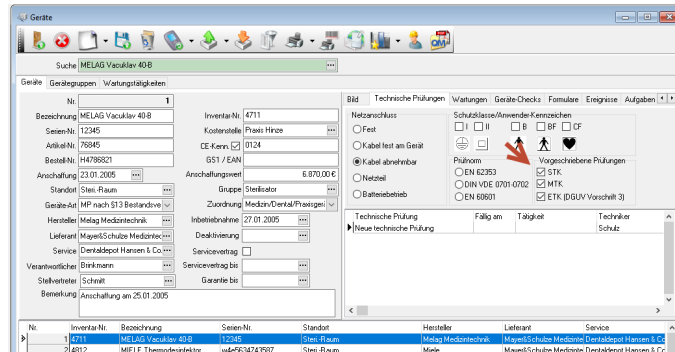 Geräte
QM
Suche MELAG Vacuklav 40-B
Geräte Gerätegruppen Wartungstätigkeiten
Nr. 1
Bezeichnung MELAG Vacuklav 40-B Inventar-Nr. 4711
Serien-Nr. 12345 Kostenstelle Praxis Hinze
Artikel-Nr. 76845 CE-Kenn. 0124
Bestell-Nr. H4786821 GS1 / EAN
Anschaffung 23.01.2005 Anschaffungswert 6.870,00 €
Standort Steri.-Raum Gruppe Sterilisator
Geräte-Art MP nach §13 Bestandsve Zuordnung Medizin/Dental/Praxisger
Hersteller Melag Medizintechnik Inbetriebnahme 27.01.2005
Lieferant Mayer&Schulze Medizintec Deaktivierung
Service Dentaldepot Hansen & Co. Servicevertrag
Verantwortlicher Brinkmann Servicevertrag bis
Stellvertreter Schmitt Garantie bis
Bemerkung Anschaffung am 25.01.2005
Bild Technische Prüfungen Wartungen Geräte-Checks Formulare Ereignisse Aufgaben
Netzanschluss
Fest
Kabel fest am Gerät
Kabel abnehmbar
Netzteil
Batteriebetrieb
Schutzklasse/Anwender-Kennzeichen
I II B BF CF
Prüfnorm
EN 62353
DIN VDE 0701-0702
EN 60601
Vorgeschriebene Prüfungen
STK
MTK
ETK (DGUV Vorschrift 3)
Technische Prüfung Fällig am Tätigkeit Techniker
Neue technische Prüfung Schulz
Nr. Inventar-Nr. Bezeichnung Serien-Nr. Standort Hersteller Lieferant Service
1 4711 MELAG Vacuklav 40-B 12345 Steri.-Raum Melag Medizintechnik Mayer&Schulze Medizinte Dentaldepot Hansen & Co
2 4812 MIELE Thermodesinfektor w4e5634743587 Steri.-Raum Miele Mayer&Schulze Medizinte Dentaldepot Hansen & Co